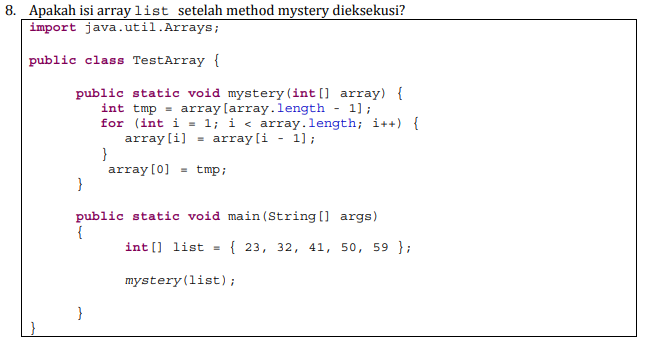 8. Apakah isi array list setelah method mystery dieksekusi?
import java.util.Arrays;
public class TestArray {
public static void mystery(int[] array) {
int tmp = array[array.length - 1];
for (int i = 1; i < array.length; i++) {
array[i] = array[i - 1];
}
array[0] = tmp;
}
public static void main(String[] args)
{
int[] list = { 23, 32, 41, 50, 59 };
mystery(list);
}
}